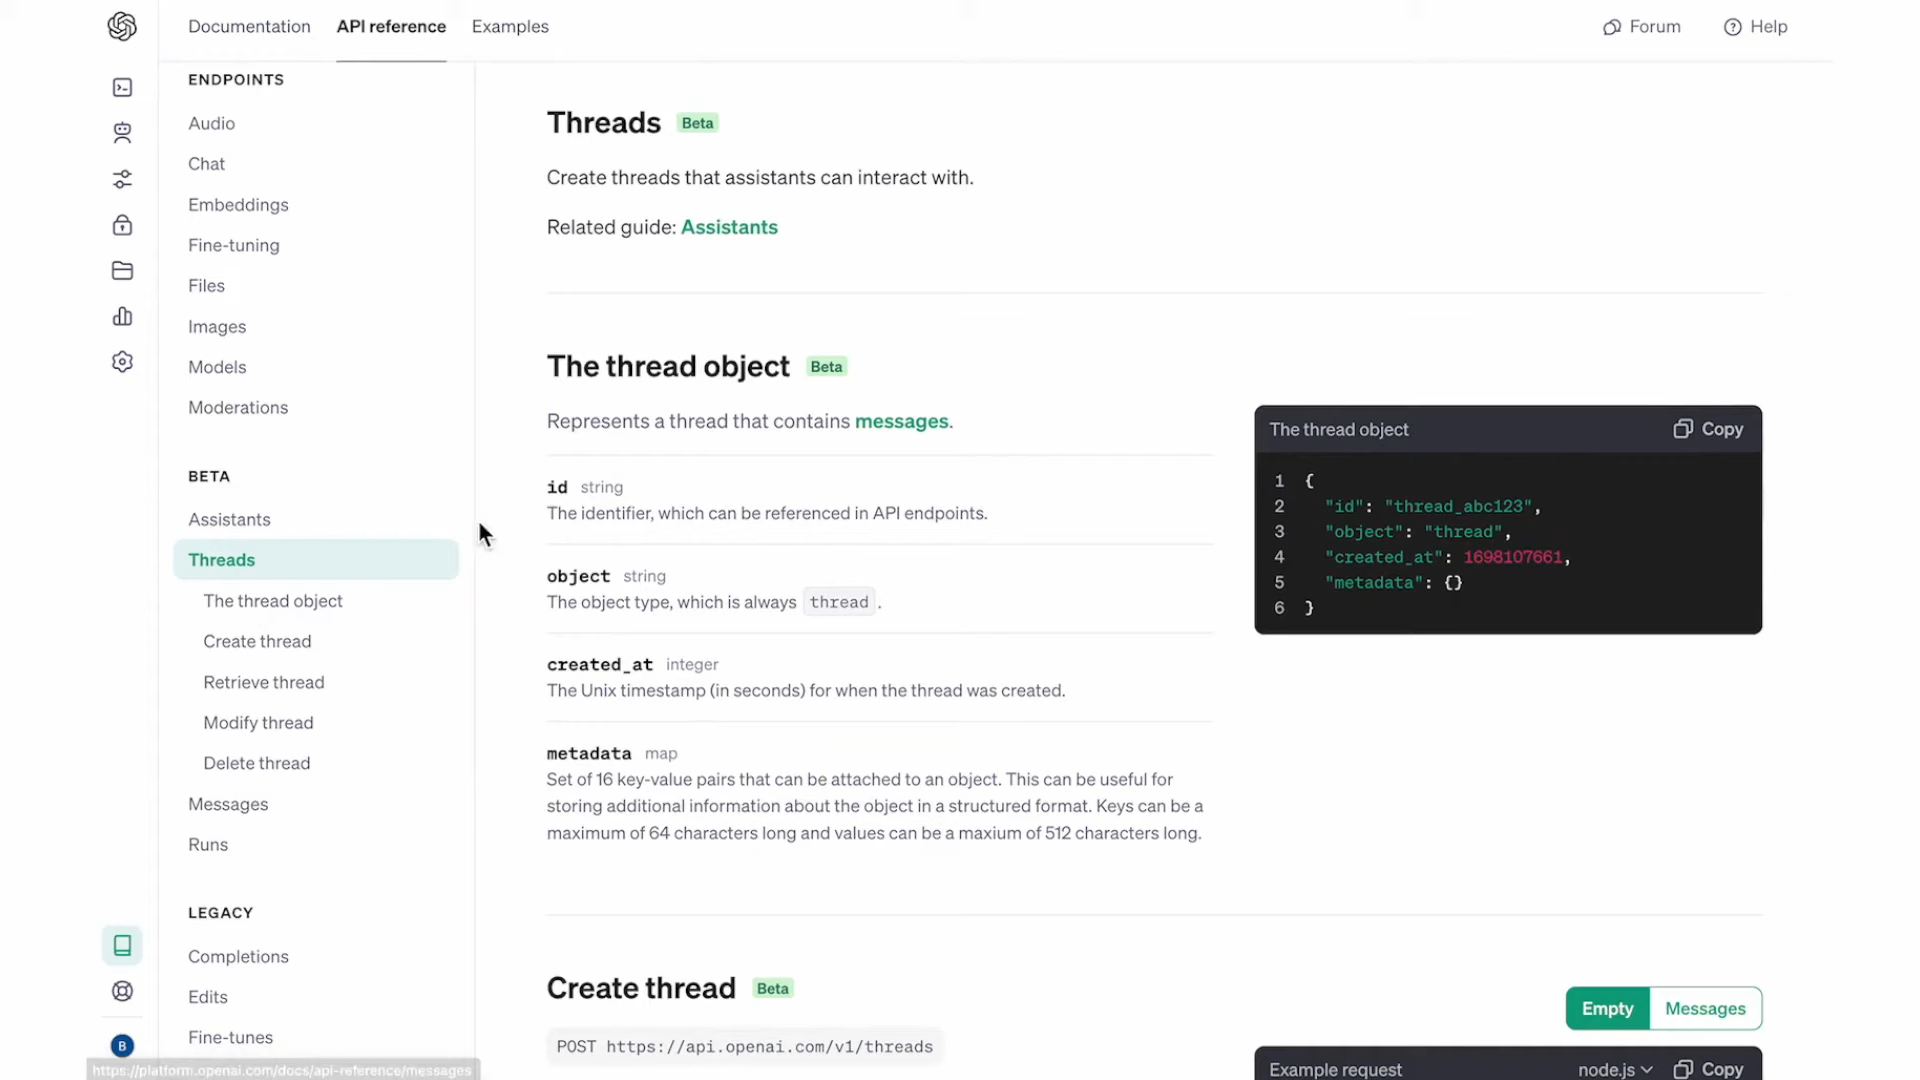 Documentation
API reference
Examples
Forum
Help
ENDPOINTS
Audio
Chat
Embeddings
Fine-tuning
Files
Images
Models
Moderations
BETA
Assistants
Threads
The thread object
Create thread
Retrieve thread
Modify thread
Delete thread
Messages
Runs
LEGACY
Completions
Edits
Fine-tunes
B
https://platform.openai.com/docs/api-reference/messages
Threads Beta
Create threads that assistants can interact with.
Related guide: Assistants
The thread object Beta
Represents a thread that contains messages.
id string
The identifier, which can be referenced in API endpoints.
object string
The object type, which is always thread .
created_at integer
The Unix timestamp (in seconds) for when the thread was created.
metadata map
Set of 16 key-value pairs that can be attached to an object. This can be useful for
storing additional information about the object in a structured format. Keys can be a
maximum of 64 characters long and values can be a maxium of 512 characters long.
The thread object
Copy
1 {
2 "id": "thread_abc123",
3 "object": "thread",
4 "created_at": 1698107661,
5 "metadata": {}
6 }
Create thread Beta
POST https://api.openai.com/v1/threads
Empty
Messages
Example request
node.js
Copy